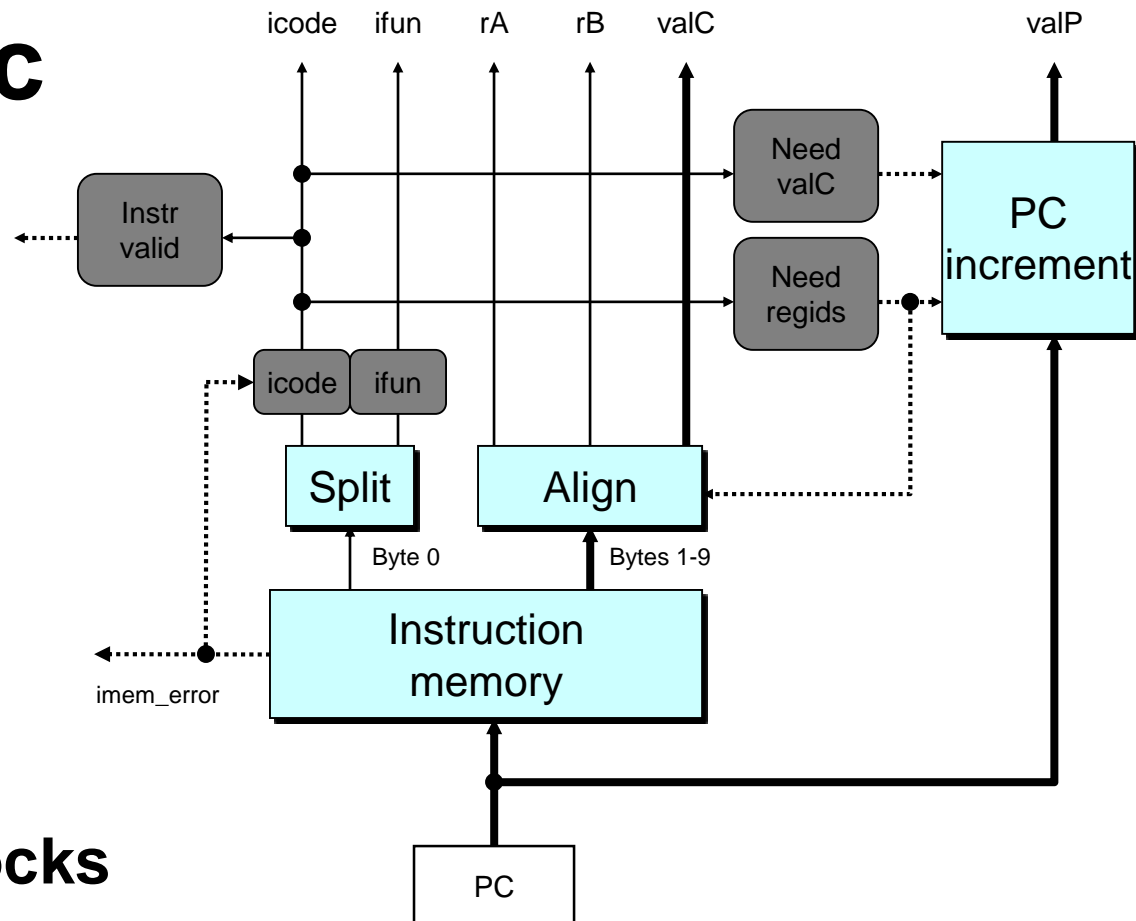 icode ifun rA rB valC valP
c
Need
valC
Instr
valid
PC
increment
Need
regids
icode ifun
Split Align
Byte 0 Bytes 1-9
Instruction
memory
imem_error
ocks
PC